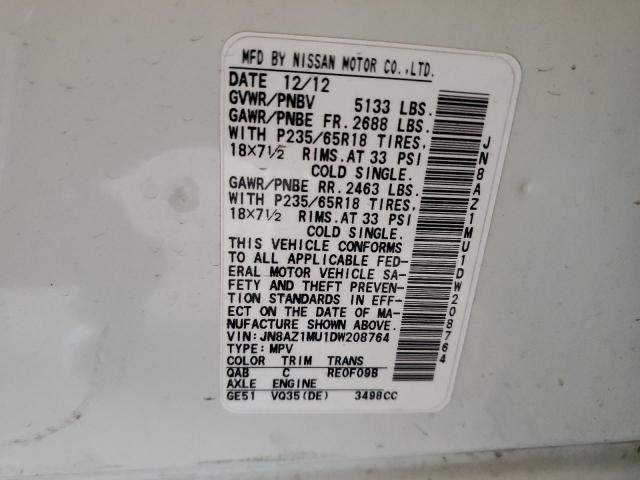 MFD BY NISSAN MOTOR CO.,LTD.
DATE 12/12
GVWR/PNBV 5133 LBS.
GAWR/PNBE FR. 2688 LBS.
WITH P235/65R18 TIRES,
18X7½ RIMS.AT 33 PSI
COLD SINGLE.
GAWR/PNBE RR. 2463 LBS.
WITH P235/65R18 TIRES,
18X7½ RIMS.AT 33 PSI
COLD SINGLE.
THIS VEHICLE CONFORMS
TO ALL APPLICABLE FED-
ERAL MOTOR VEHICLE SA-
FETY AND THEFT PREVEN-
TION STANDARDS IN EFF-
ECT ON THE DATE OF MA-
NUFACTURE SHOWN ABOVE.
VIN: JN8AZ1MU1DW208764
TYPE: MPV
COLOR TRIM TRANS
QAB C RE0F09B
AXLE ENGINE
GE51 VQ35(DE) 3498CC
JN8AZ1MU1DW208764